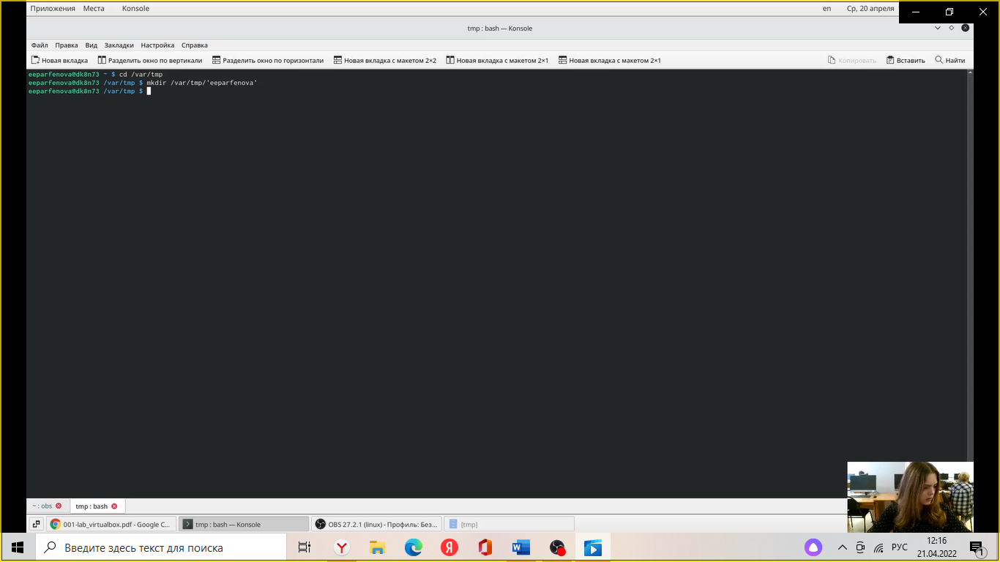 Приложения Места Konsole en Ср, 20 апреля
tmp : bash — Konsole
Файл Правка Вид Закладки Настройка Справка
Новая вкладка Разделить окно по вертикали Разделить окно по горизонтали Новая вкладка с макетом 2×2 Новая вкладка с макетом 2×1 Новая вкладка с макетом 2×1 Копировать Вставить Найти
eeparfenova@dk8n73 ~ $ cd /var/tmp
eeparfenova@dk8n73 /var/tmp $ mkdir /var/tmp/'eeparfenova'
eeparfenova@dk8n73 /var/tmp $
~ : obs tmp : bash
001-lab_virtualbox.pdf - Google C... tmp : bash — Konsole OBS 27.2.1 (linux) - Профиль: Без... [tmp]
Введите здесь текст для поиска РУС 12:16
21.04.2022 1